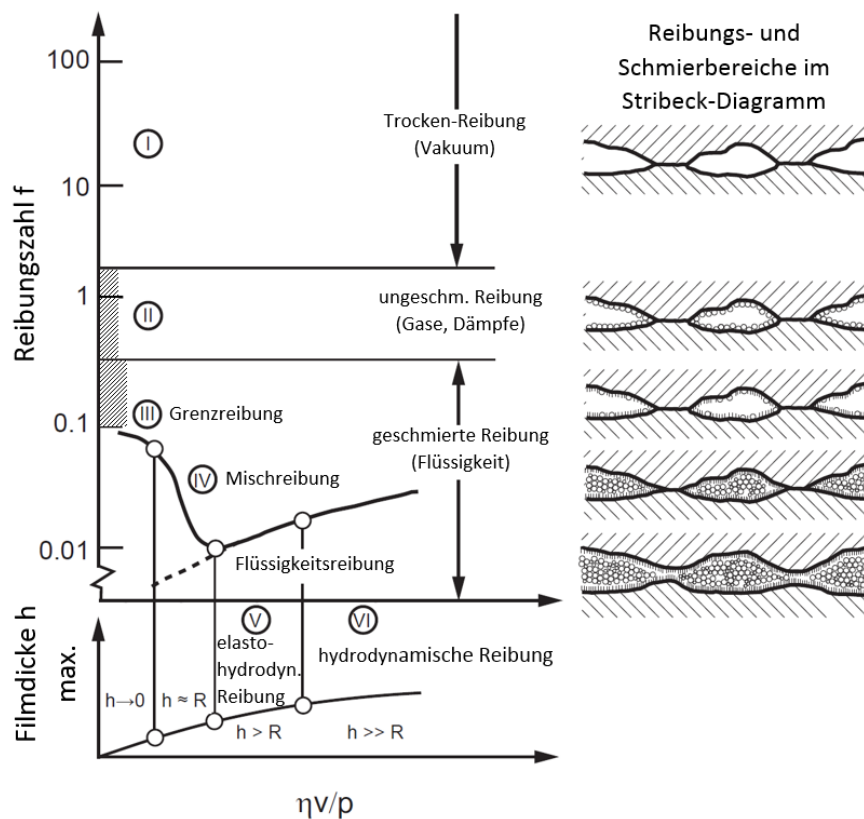 Reibungs- und
Schmierbereiche im
Stribeck-Diagramm
Reibungszahl f
100
10
1
0.1
0.01
I
Trocken-Reibung
(Vakuum)
II
ungeschm. Reibung
(Gase, Dämpfe)
III
Grenzreibung
geschmierte Reibung
(Flüssigkeit)
IV
Mischreibung
Flüssigkeitsreibung
Filmdicke h
max.
V
elasto-
hydrodyn.
Reibung
VI
hydrodynamische Reibung
h→0
h ≈ R
h > R
h >> R
ηv/p